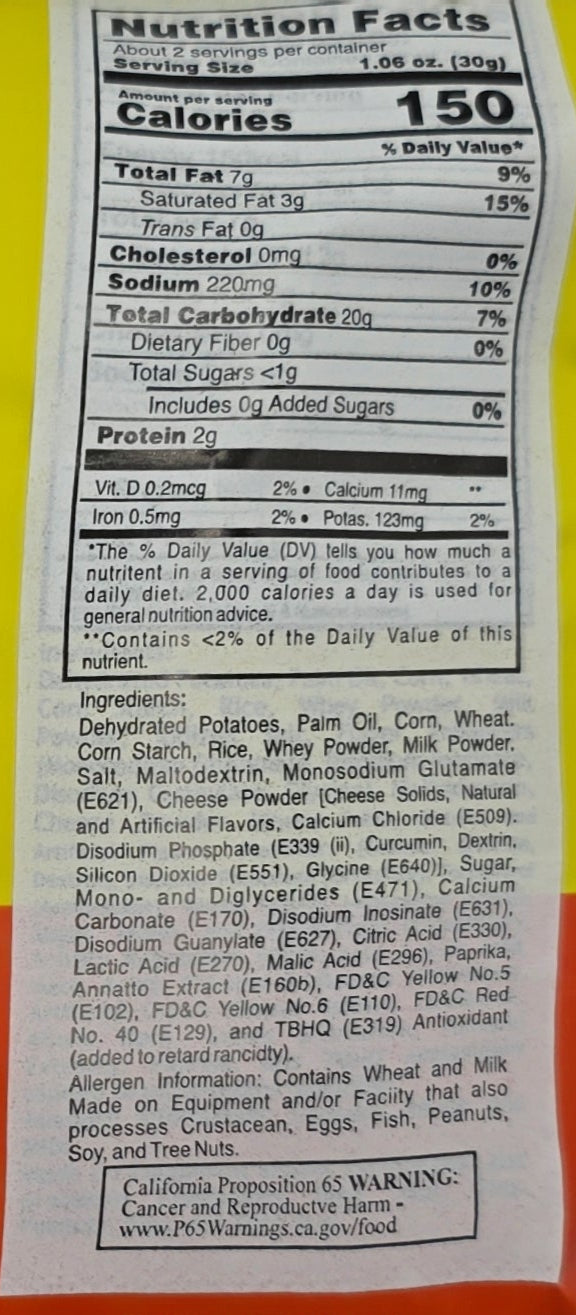 Nutrition Facts
About 2 servings per container
Serving Size 1.06 oz. (30g)
Amount per serving
Calories 150
% Daily Value*
Total Fat 7g 9%
Saturated Fat 3g 15%
Trans Fat 0g
Cholesterol 0mg 0%
Sodium 220mg 10%
Total Carbohydrate 20g 7%
Dietary Fiber 0g 0%
Total Sugars <1g
Includes 0g Added Sugars 0%
Protein 2g
Vit. D 0.2mcg 2% • Calcium 11mg **
Iron 0.5mg 2% • Potas. 123mg 2%
*The % Daily Value (DV) tells you how much a
nutritent in a serving of food contributes to a
daily diet. 2,000 calories a day is used for
general nutrition advice.
**Contains <2% of the Daily Value of this
nutrient.
Ingredients:
Dehydrated Potatoes, Palm Oil, Corn, Wheat.
Corn Starch, Rice, Whey Powder, Milk Powder,
Salt, Maltodextrin, Monosodium Glutamate
(E621), Cheese Powder [Cheese Solids, Natural
and Artificial Flavors, Calcium Chloride (E509).
Disodium Phosphate (E339 (ii), Curcumin, Dextrin,
Silicon Dioxide (E551), Glycine (E640)], Sugar,
Mono- and Diglycerides (E471), Calcium
Carbonate (E170), Disodium Inosinate (E631),
Disodium Guanylate (E627), Citric Acid (E330),
Lactic Acid (E270), Malic Acid (E296), Paprika,
Annatto Extract (E160b), FD&C Yellow No.5
(E102), FD&C Yellow No.6 (E110), FD&C Red
No. 40 (E129), and TBHQ (E319) Antioxidant
(added to retard rancidty).
Allergen Information: Contains Wheat and Milk
Made on Equipment and/or Faciity that also
processes Crustacean, Eggs, Fish, Peanuts,
Soy, and Tree Nuts.
California Proposition 65 WARNING:
Cancer and Reproductve Harm -
www.P65Warnings.ca.gov/food